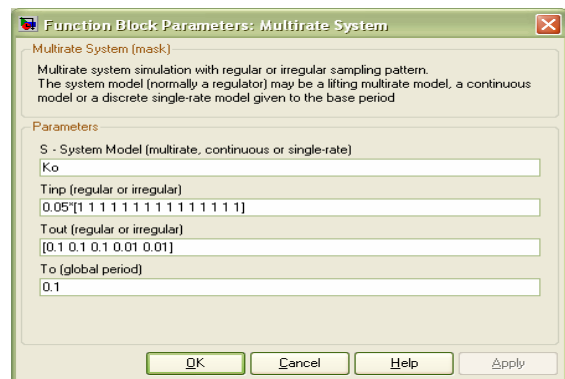 Function Block Parameters: Multirate System
Multirate System (mask)
Multirate system simulation with regular or irregular sampling pattern.
The system model (normally a regulator) may be a lifting multirate model, a continuous
model or a discrete single-rate model given to the base period
Parameters
S - System Model (multirate, continuous or single-rate)
Ko
Tinp (regular or irregular)
0.05*[1 1 1 1 1 1 1 1 1 1 1 1 1 1 1]
Tout (regular or irregular)
[0.1 0.1 0.1 0.01 0.01]
To (global period)
0.1
OK Cancel Help Apply